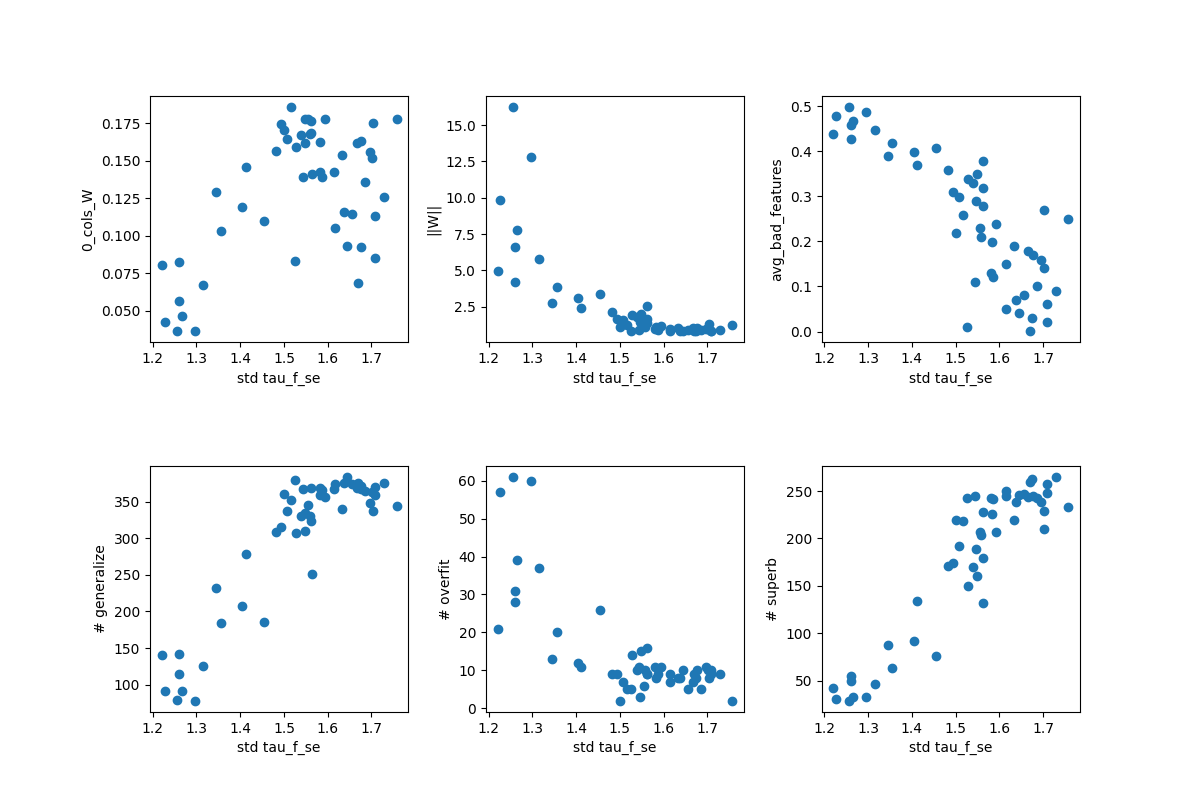 0.175
0.150
0.125
0.100
0.075
0.050
0_cols_W
1.2 1.3 1.4 1.5 1.6 1.7
std tau_f_se
15.0
12.5
10.0
7.5
5.0
2.5
||W||
1.2 1.3 1.4 1.5 1.6 1.7
std tau_f_se
0.5
0.4
0.3
0.2
0.1
0.0
avg_bad_features
1.2 1.3 1.4 1.5 1.6 1.7
std tau_f_se
350
300
250
200
150
100
# generalize
1.2 1.3 1.4 1.5 1.6 1.7
std tau_f_se
60
50
40
30
20
10
0
# overfit
1.2 1.3 1.4 1.5 1.6 1.7
std tau_f_se
250
200
150
100
50
# superb
1.2 1.3 1.4 1.5 1.6 1.7
std tau_f_se